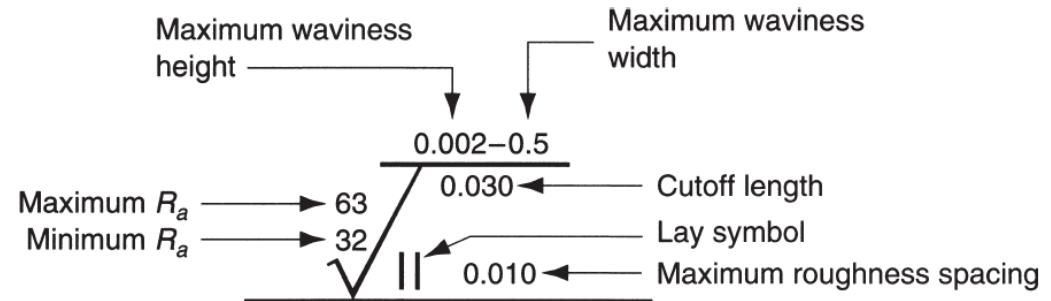 Maximum waviness
height
Maximum waviness
width
0.002–0.5
0.030
Cutoff length
Maximum Ra
63
Minimum Ra
32
Lay symbol
||
0.010
Maximum roughness spacing